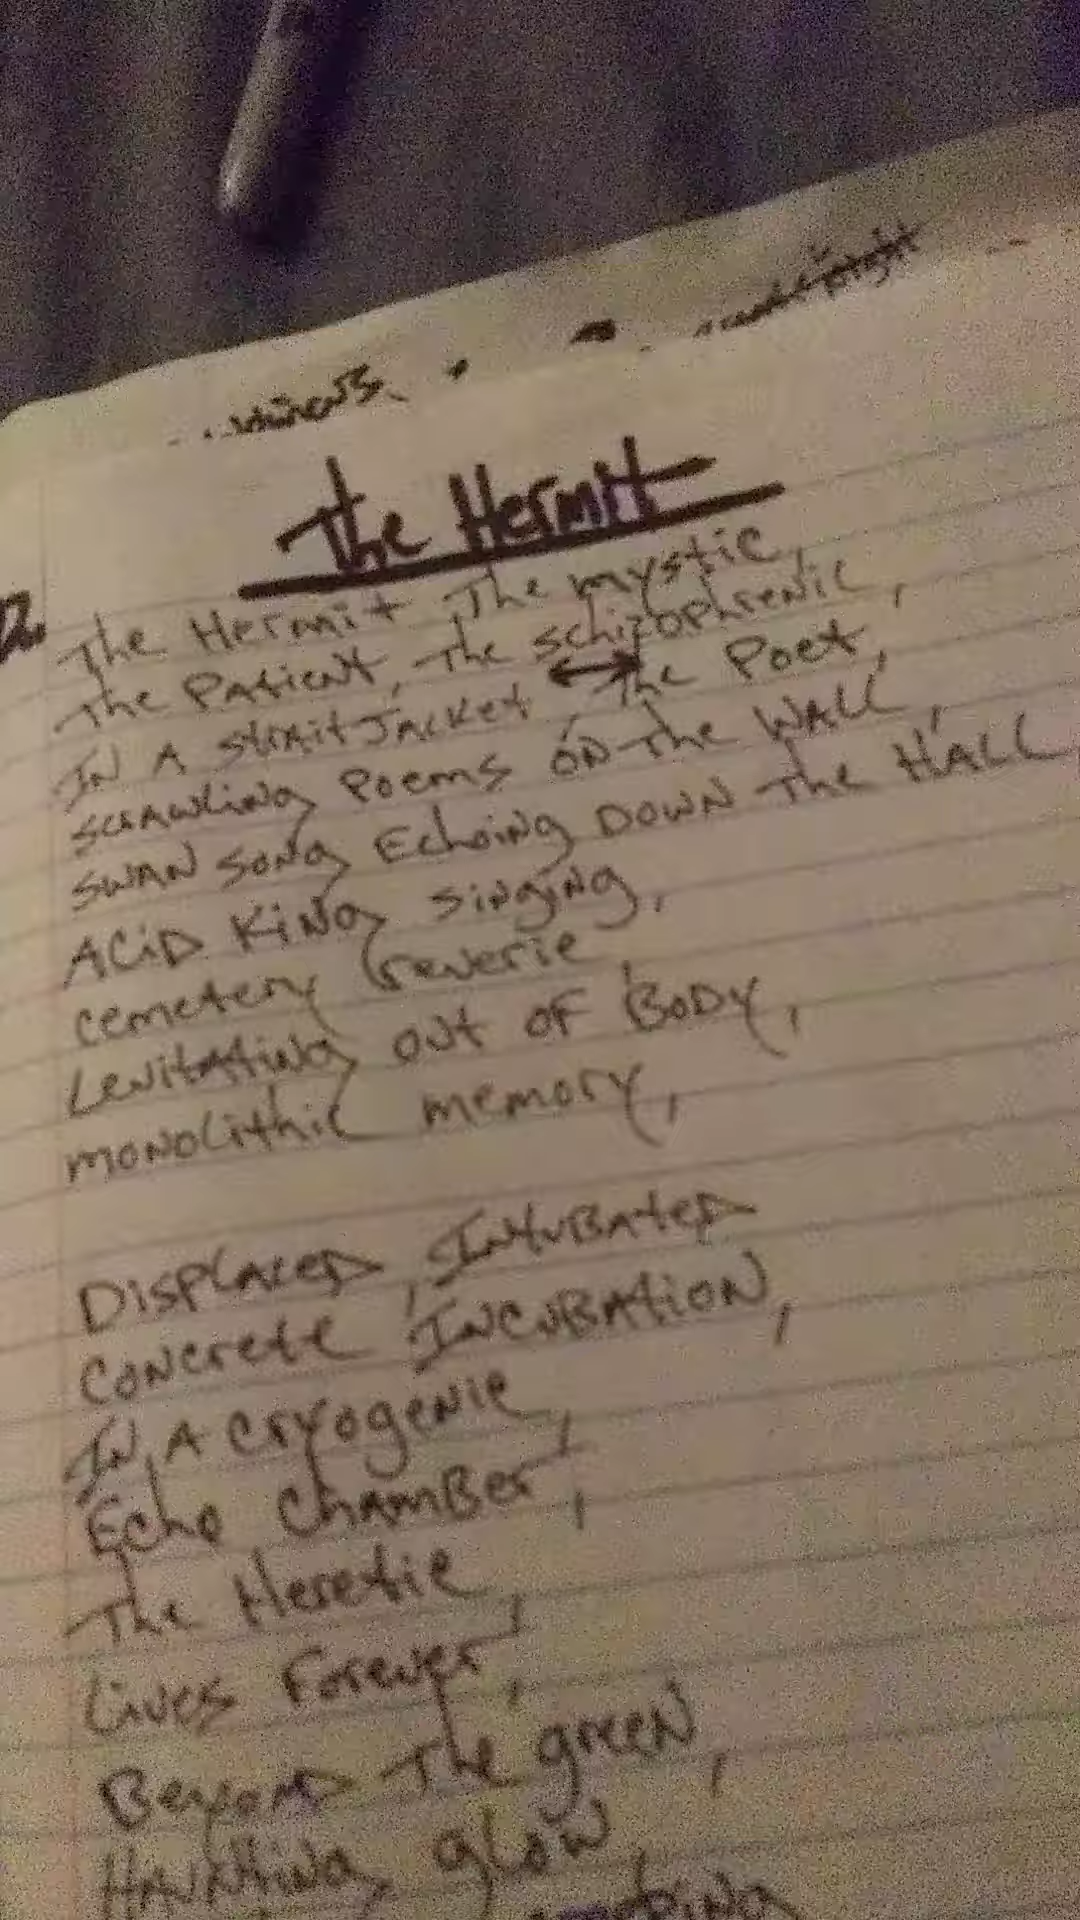 The Hermit
The Hermit, The mystic,
The Patient, The Schizophrenic,
IN A straitJacket, The Poet,
scrawling Poems ON The WALL,
SWAN SONG Echoing DOWN The HALL
ACiD KiNg singing,
cemetery reverie,
Levitating out OF BODY,
monolithic memory,
DisplaceD, INtuBateD
CONcrete INCUBAtiON,
IN A cryogenic,
Echo ChAmBer,
The Heretic,
Lives Forever,
BeyonD The greeN,
HAuNtiNg glow,